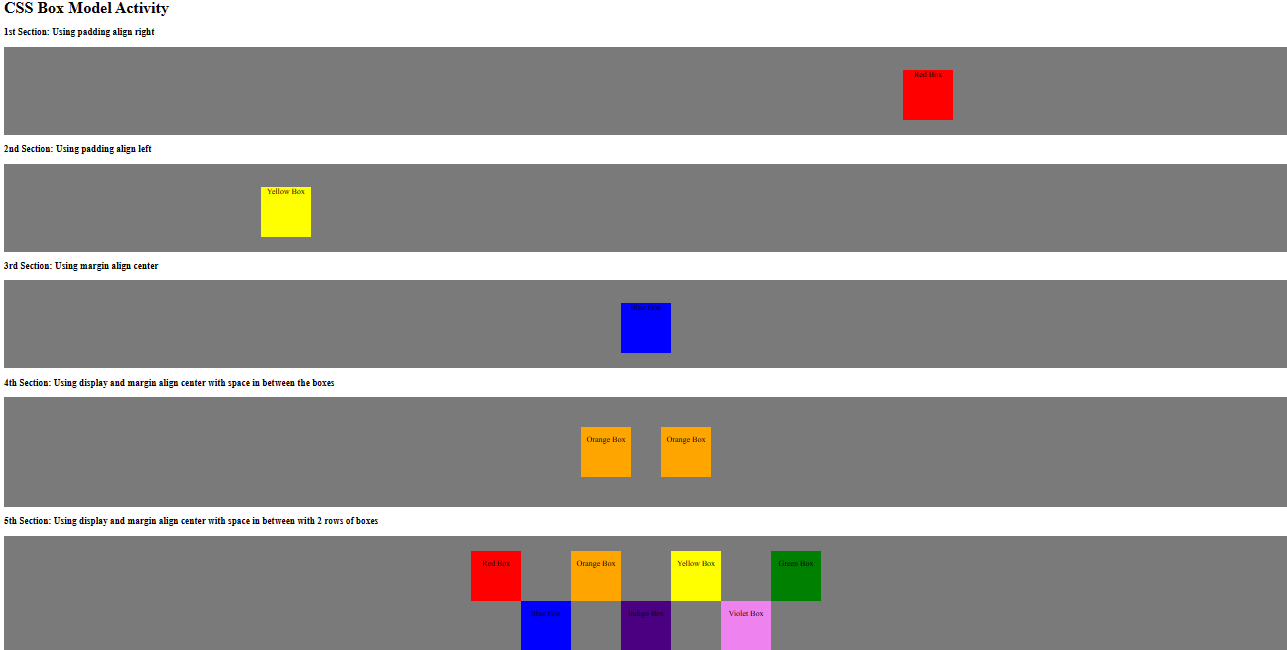 CSS Box Model Activity
1st Section: Using padding align right
Red Box
2nd Section: Using padding align left
Yellow Box
3rd Section: Using margin align center
Blue Box
4th Section: Using display and margin align center with space in between the boxes
Orange Box Orange Box
5th Section: Using display and margin align center with space in between with 2 rows of boxes
Red Box Orange Box Yellow Box Green Box
Blue Box Indigo Box Violet Box